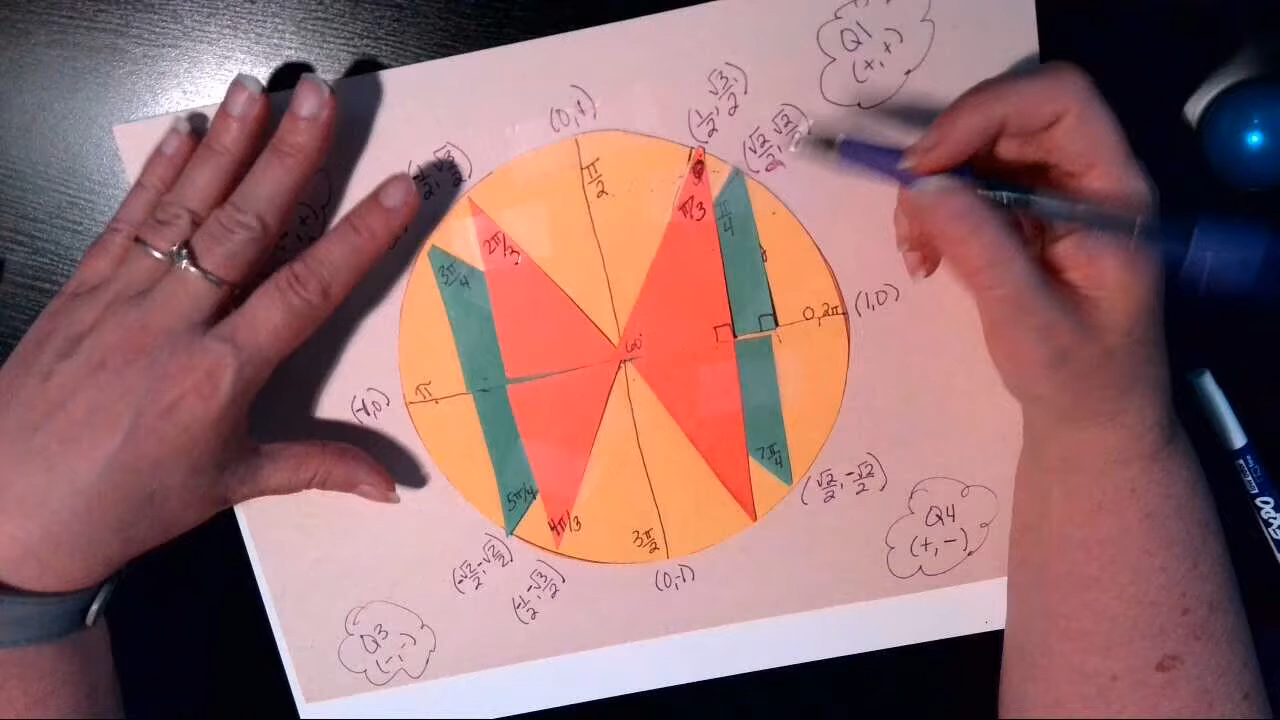 Q1
(+,+)
(0,1)
(1/2, √3/2)
(√2/2, √2/2)
π/2
π/3
π/4
2π/3
3π/4
60°
0, 2π
(1,0)
π
(-1,0)
5π/4
4π/3
3π/2
7π/4
(√2/2, -√2/2)
(-√2/2, -√2/2)
(-1/2, -√3/2)
(0,-1)
Q4
(+,-)
Q3
(-,-)
EXPO